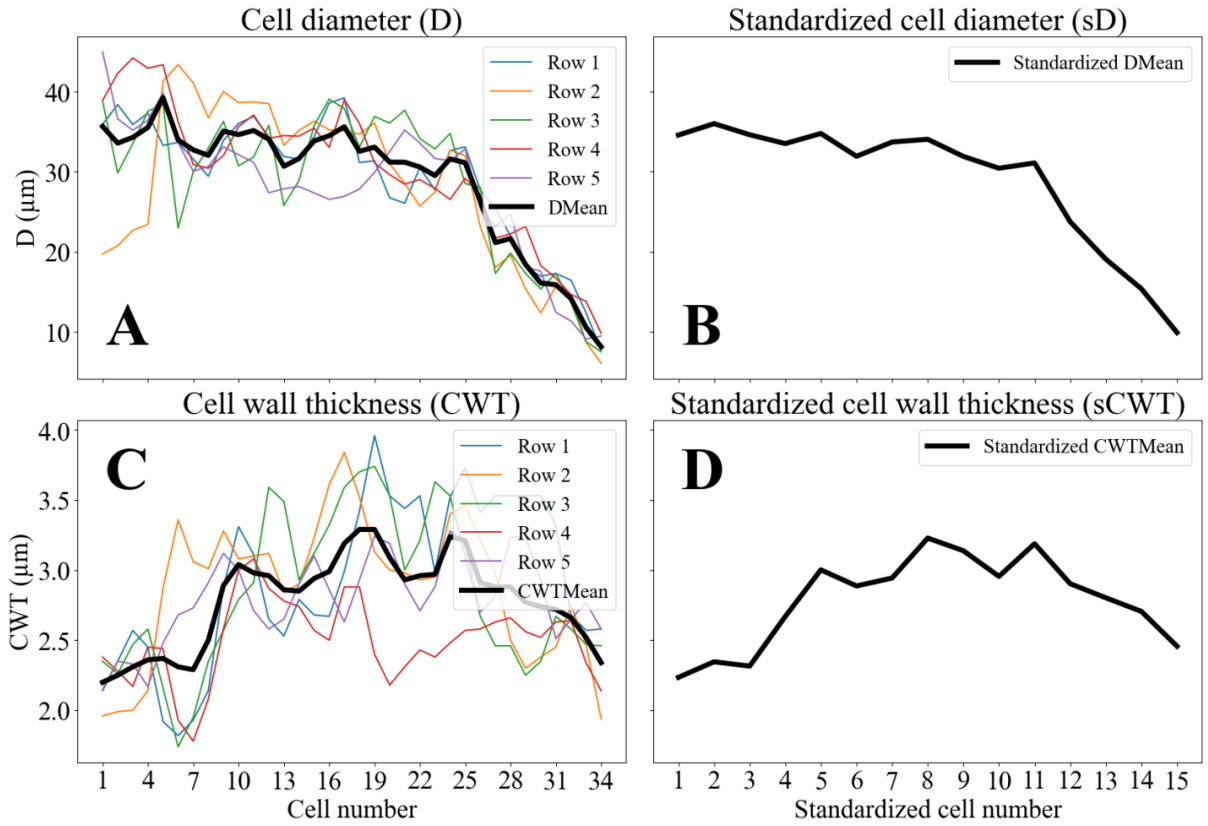 Cell diameter (D)
Standardized cell diameter (sD)
D (μm)
40
30
20
10
Row 1
Row 2
Row 3
Row 4
Row 5
DMean
A
Standardized DMean
B
Cell wall thickness (CWT)
Standardized cell wall thickness (sCWT)
CWT (μm)
4.0
3.5
3.0
2.5
2.0
C
Row 1
Row 2
Row 3
Row 4
Row 5
CWTMean
D
Standardized CWTMean
1 4 7 10 13 16 19 22 25 28 31 34
Cell number
1 2 3 4 5 6 7 8 9 10 11 12 13 14 15
Standardized cell number